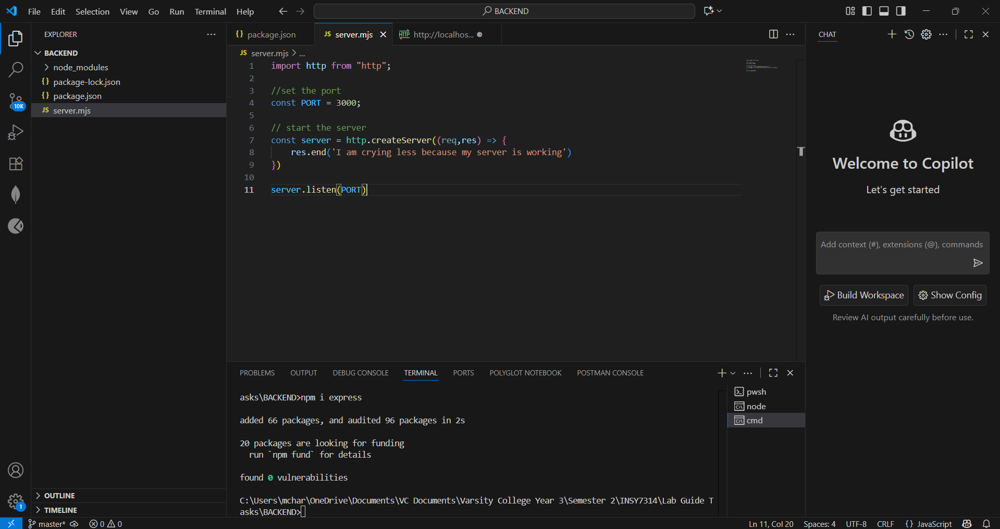 File Edit Selection View Go Run Terminal Help
BACKEND
EXPLORER
BACKEND
node_modules
package-lock.json
package.json
JS server.mjs
10K
1
OUTLINE
TIMELINE
package.json
JS server.mjs
HTTP http://localhos...
JS server.mjs > ...
1 import http from "http";
2
3 //set the port
4 const PORT = 3000;
5
6 // start the server
7 const server = http.createServer((req,res) => {
8 res.end('I am crying less because my server is working')
9 })
10
11 server.listen(PORT)
PROBLEMS OUTPUT DEBUG CONSOLE TERMINAL PORTS POLYGLOT NOTEBOOK POSTMAN CONSOLE
asks\BACKEND>npm i express
added 66 packages, and audited 96 packages in 2s
20 packages are looking for funding
run `npm fund` for details
found 0 vulnerabilities
C:\Users\mchar\OneDrive\Documents\VC Documents\Varsity College Year 3\Semester 2\INSY7314\Lab Guide T
asks\BACKEND>
pwsh
node
cmd
CHAT
Welcome to Copilot
Let's get started
Add context (#), extensions (@), commands
Build Workspace
Show Config
Review AI output carefully before use.
master* 0 0
Ln 11, Col 20 Spaces: 4 UTF-8 CRLF {} JavaScript